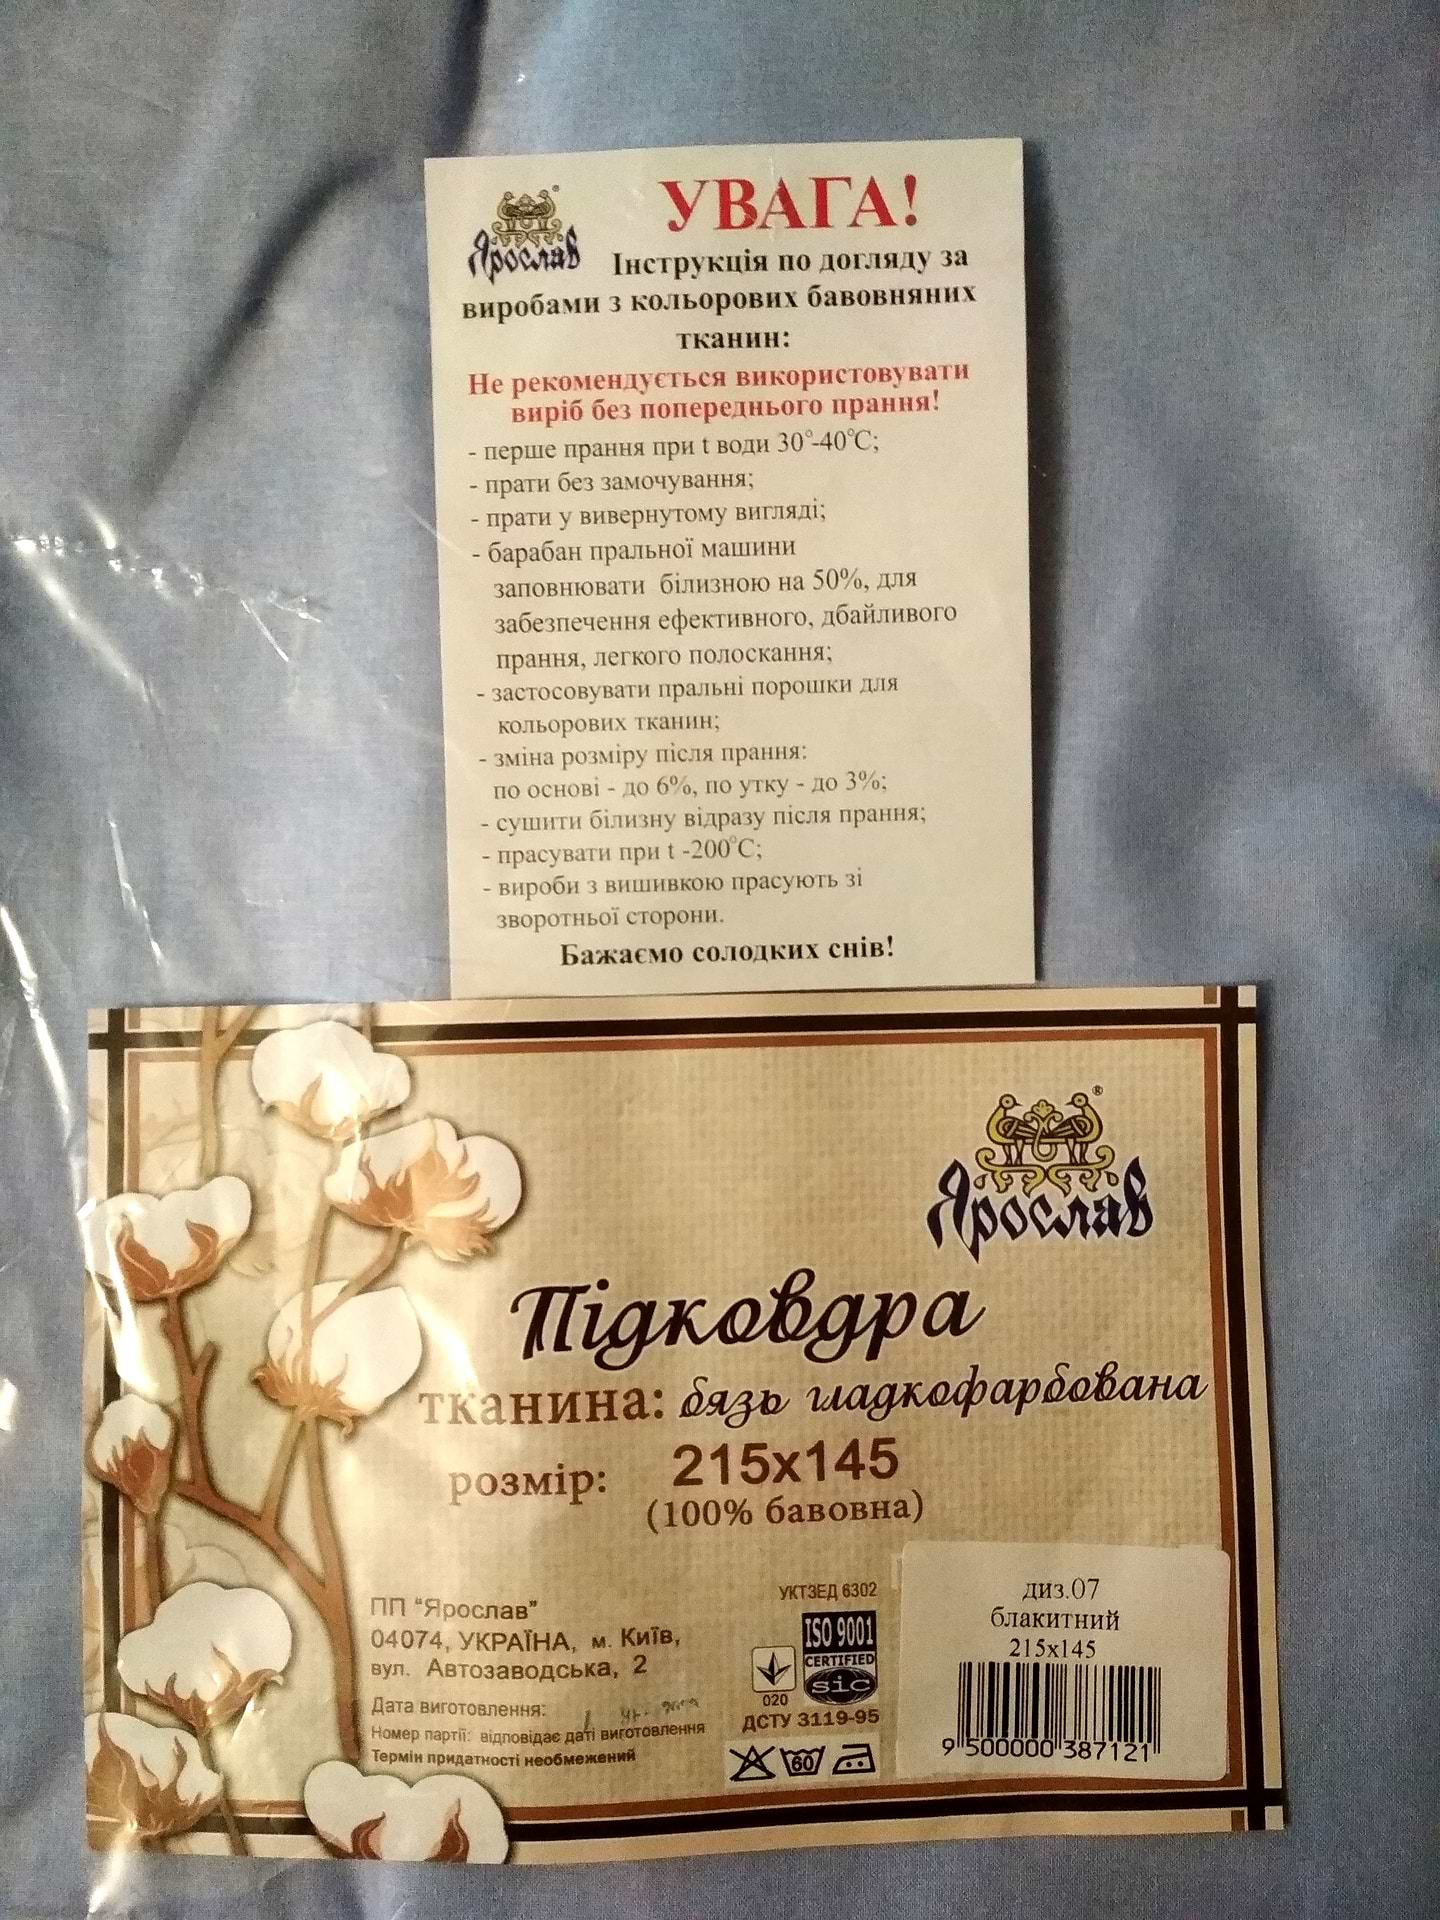 Ярослав®
УВАГА!
Інструкція по догляду за
виробами з кольорових бавовняних
тканин:
Не рекомендується використовувати
виріб без попереднього прання!
- перше прання при t води 30°-40°С;
- прати без замочування;
- прати у вивернутому вигляді;
- барабан пральної машини
заповнювати білизною на 50%, для
забезпечення ефективного, дбайливого
прання, легкого полоскання;
- застосовувати пральні порошки для
кольорових тканин;
- зміна розміру після прання:
по основі - до 6%, по утку - до 3%;
- сушити білизну відразу після прання;
- прасувати при t -200°С;
- вироби з вишивкою прасують зі
зворотньої сторони.
Бажаємо солодких снів!
Ярослав®
Підковдра
тканина: бязь гладкофарбована
розмір: 215х145
(100% бавовна)
ПП “Ярослав”
04074, УКРАЇНА, м. Київ,
вул. Автозаводська, 2
Дата виготовлення:
Номер партії: відповідає даті виготовлення
Термін придатності необмежений
УКТЗЕД 6302
ISO 9001
CERTIFIED
SIC
020
ДСТУ 3119-95
60
диз.07
блакитний
215х145
9 500000 387121